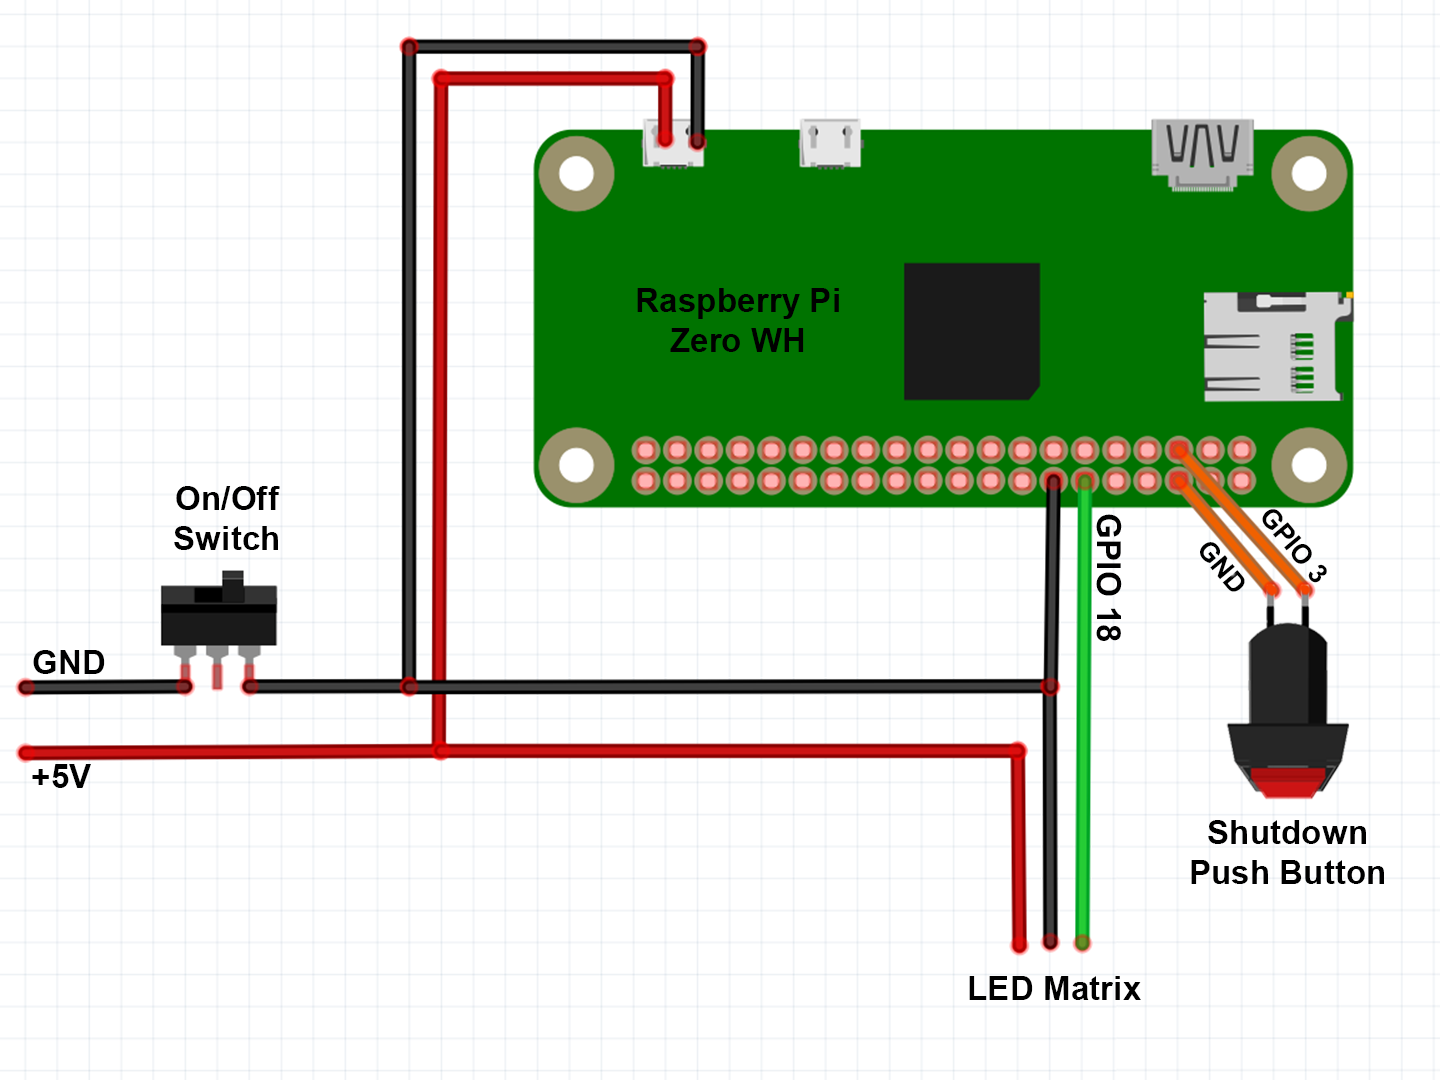 Raspberry Pi
Zero WH
On/Off
Switch
GND
+5V
GPIO 18
GND
GPIO 3
Shutdown
Push Button
LED Matrix